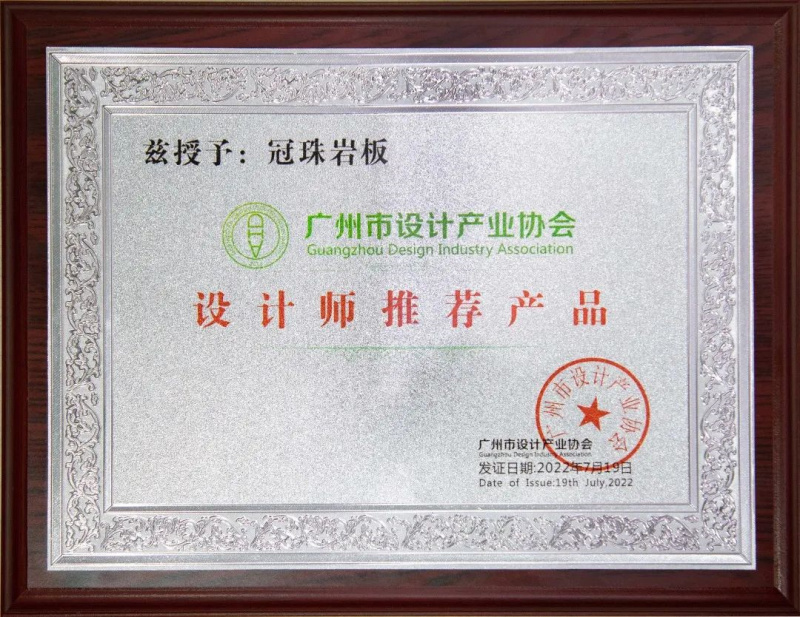 兹授予：冠珠岩板
广州市设计产业协会
Guangzhou Design Industry Association
设计师推荐产品
广州市设计产业协会
广州市设计产业协会
Guangzhou Design Industry Association
发证日期:2022年7月19日
Date of Issue:19th July,2022